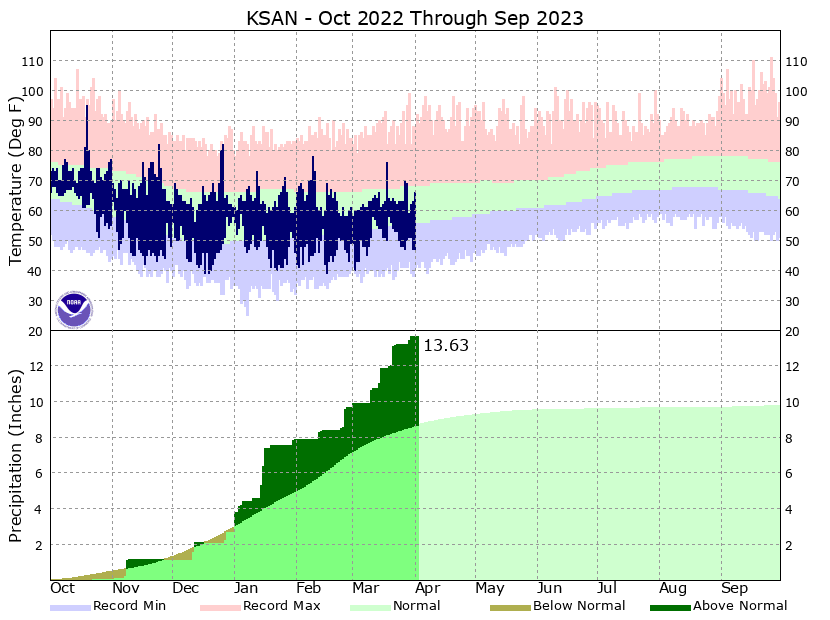 KSAN - Oct 2022 Through Sep 2023
Temperature (Deg F)
110 110
100 100
90 90
80 80
70 70
60 60
50 50
40 40
30 30
20 20
NOAA
13.63
Precipitation (Inches)
12 12
10 10
8 8
6 6
4 4
2 2
Oct Nov Dec Jan Feb Mar Apr May Jun Jul Aug Sep
Record Min Record Max Normal Below Normal Above Normal